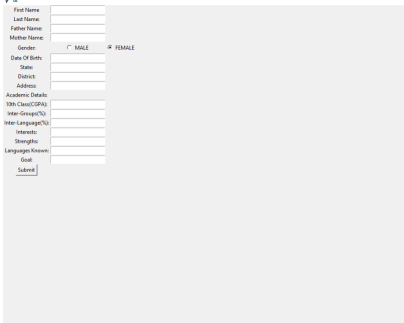 tk
First Name:
Last Name:
Father Name:
Mother Name:
Gender: MALE FEMALE
Date Of Birth:
State:
District:
Address:
Academic Details:
10th Class(CGPA):
Inter-Groups(%):
Inter-Language(%):
Interests:
Strengths:
Languages Known:
Goal:
Submit